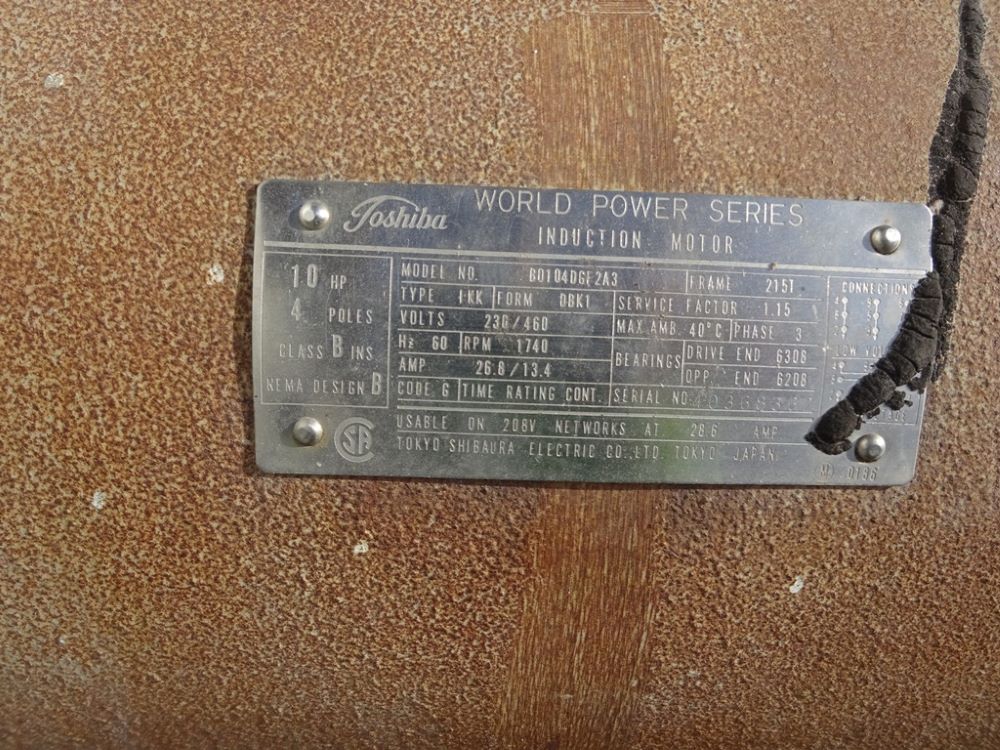 Toshiba WORLD POWER SERIES
INDUCTION MOTOR
10 HP
4 POLES
CLASS B INS
NEMA DESIGN B
MODEL NO. B0104DGF2A3 FRAME 215T
TYPE IKK FORM DBK1 SERVICE FACTOR 1.15
VOLTS 230/460 MAX.AMB. 40°C PHASE 3
Hz 60 RPM 1740 BEARINGS DRIVE END 6308
AMP 26.8/13.4 OPP. END 6208
CODE G TIME RATING CONT. SERIAL NO.
CONNECTIONS
LOW
USABLE ON 208V NETWORKS AT 28.6 AMP
TOKYO SHIBAURA ELECTRIC CO.,LTD. TOKYO JAPAN
(M) 0186